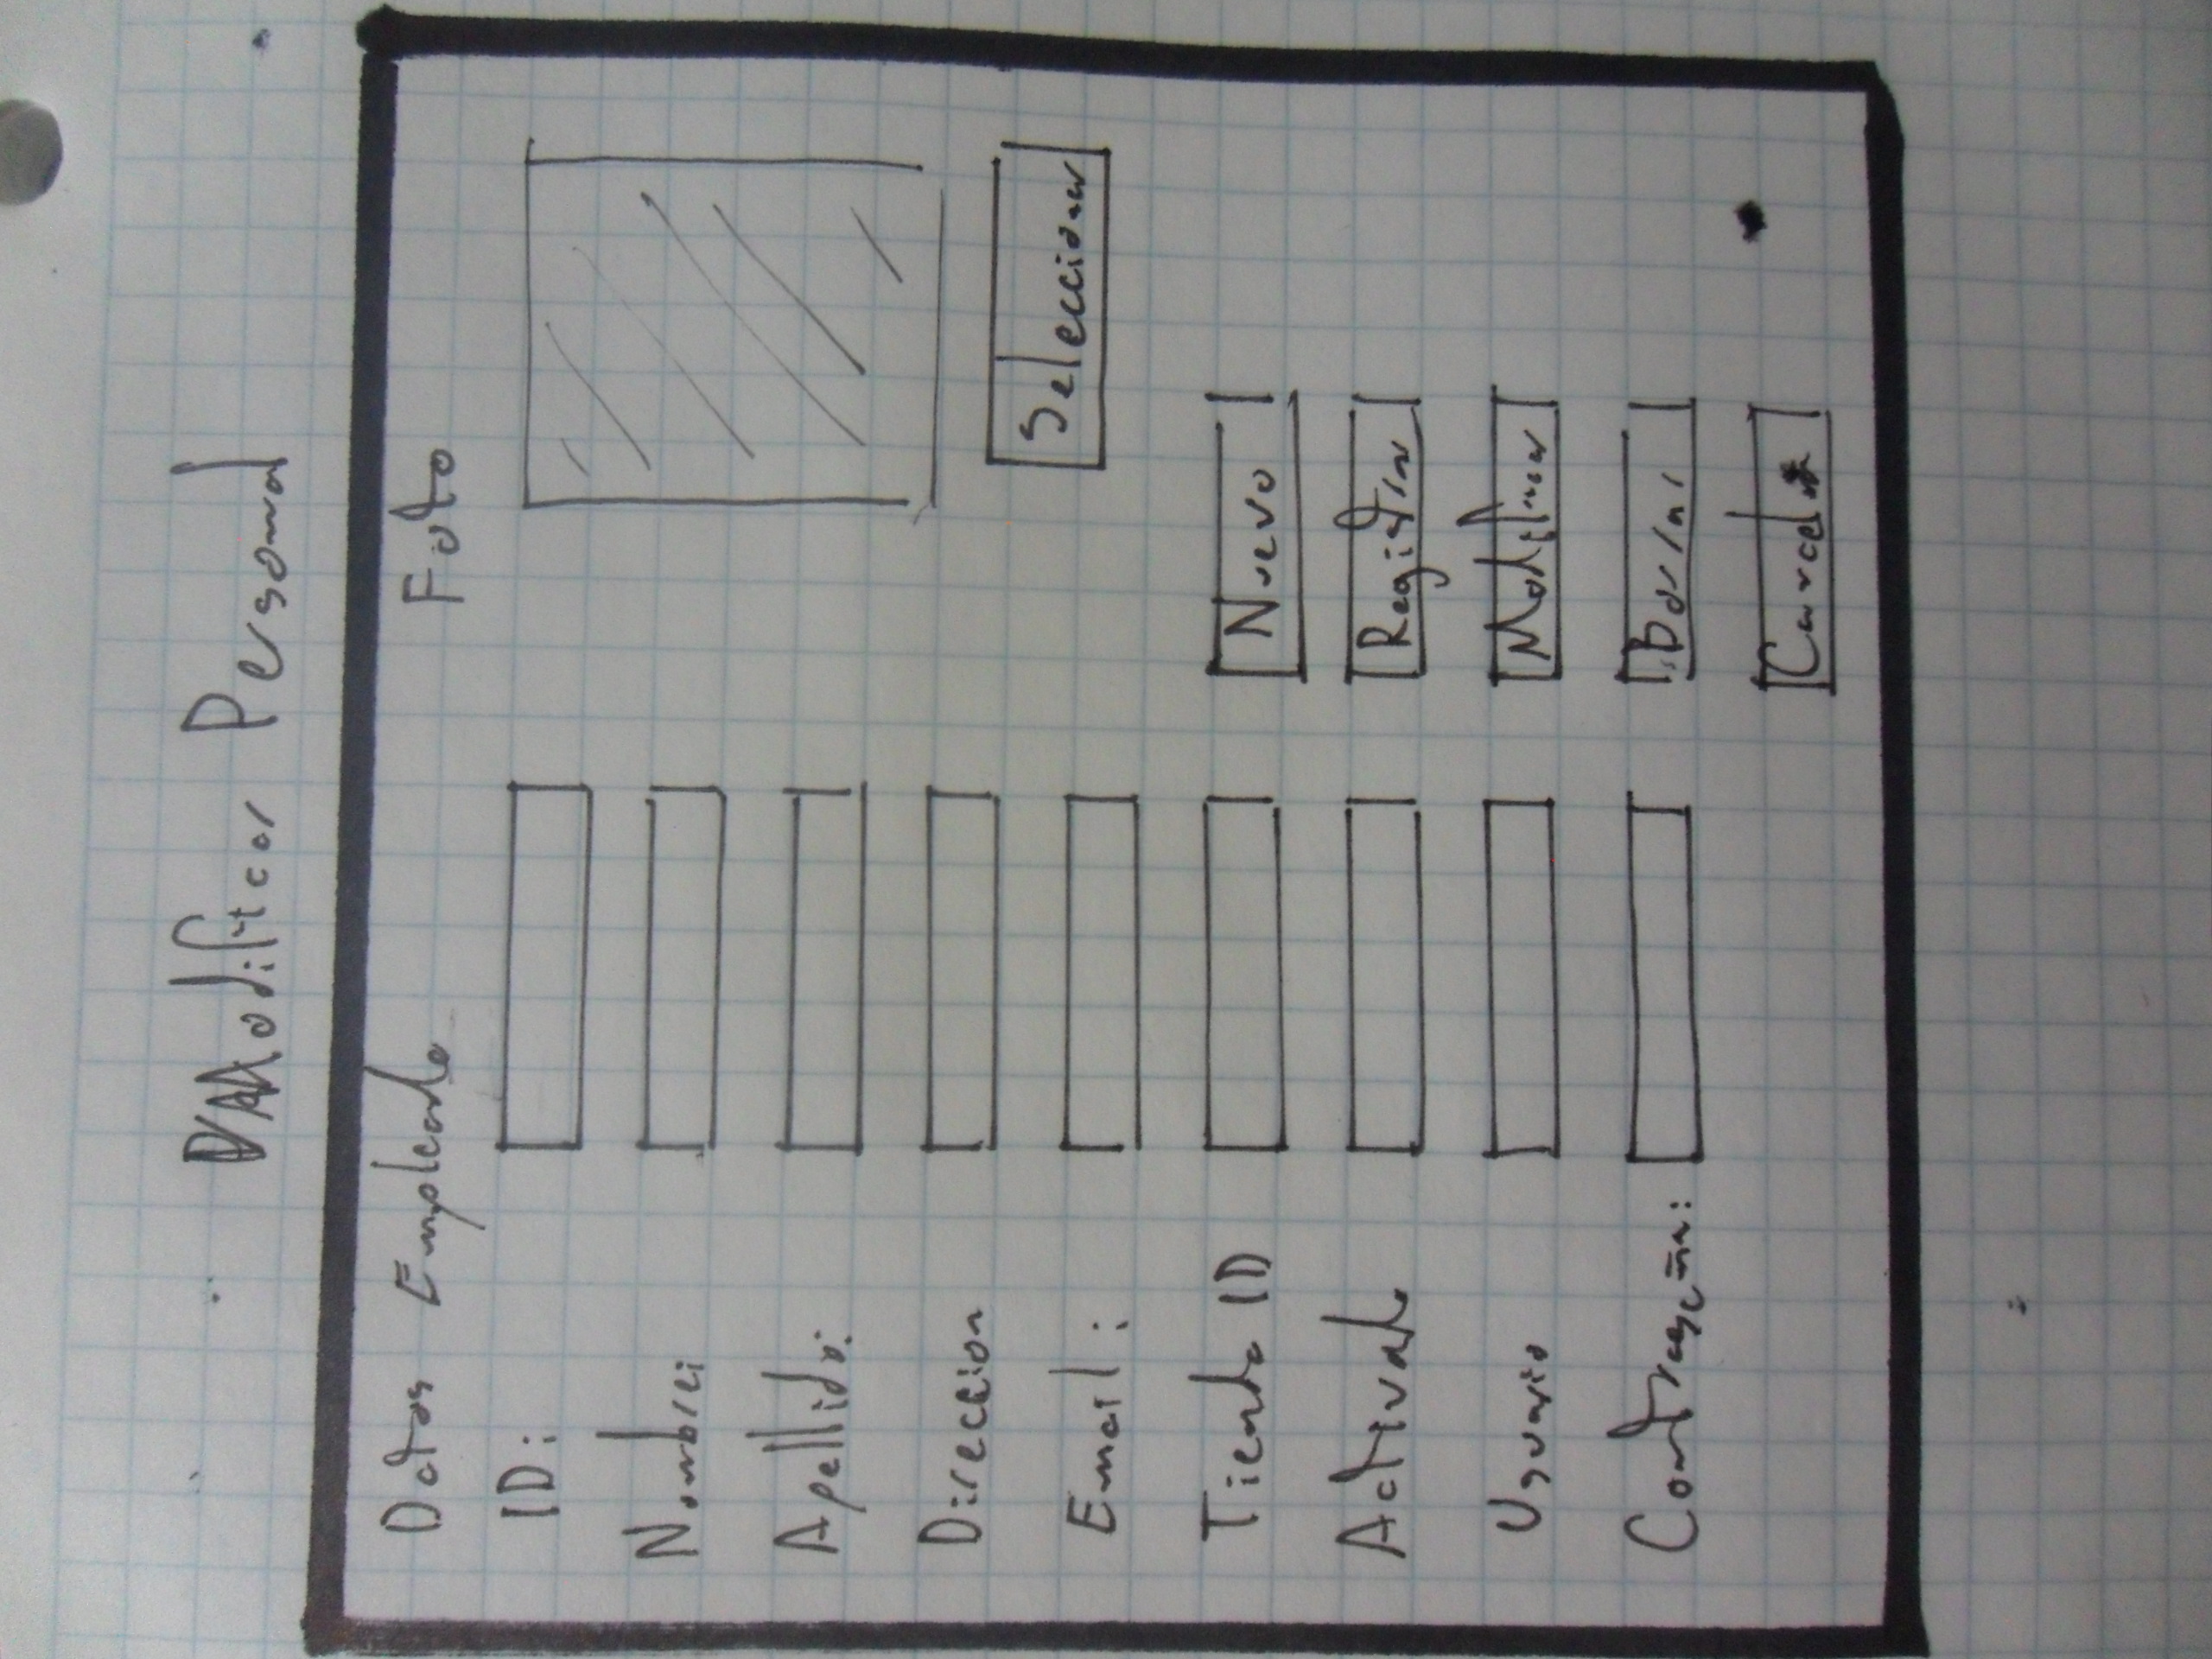 Modificar Personal
Datos Empleado
Foto
ID:
Nombre:
Apellido:
Direccion
Email:
Tienda ID
Activado
Usuario
Contraseña:
Seleccionar
Nuevo
Registrar
Modificar
Borrar
Cancelar